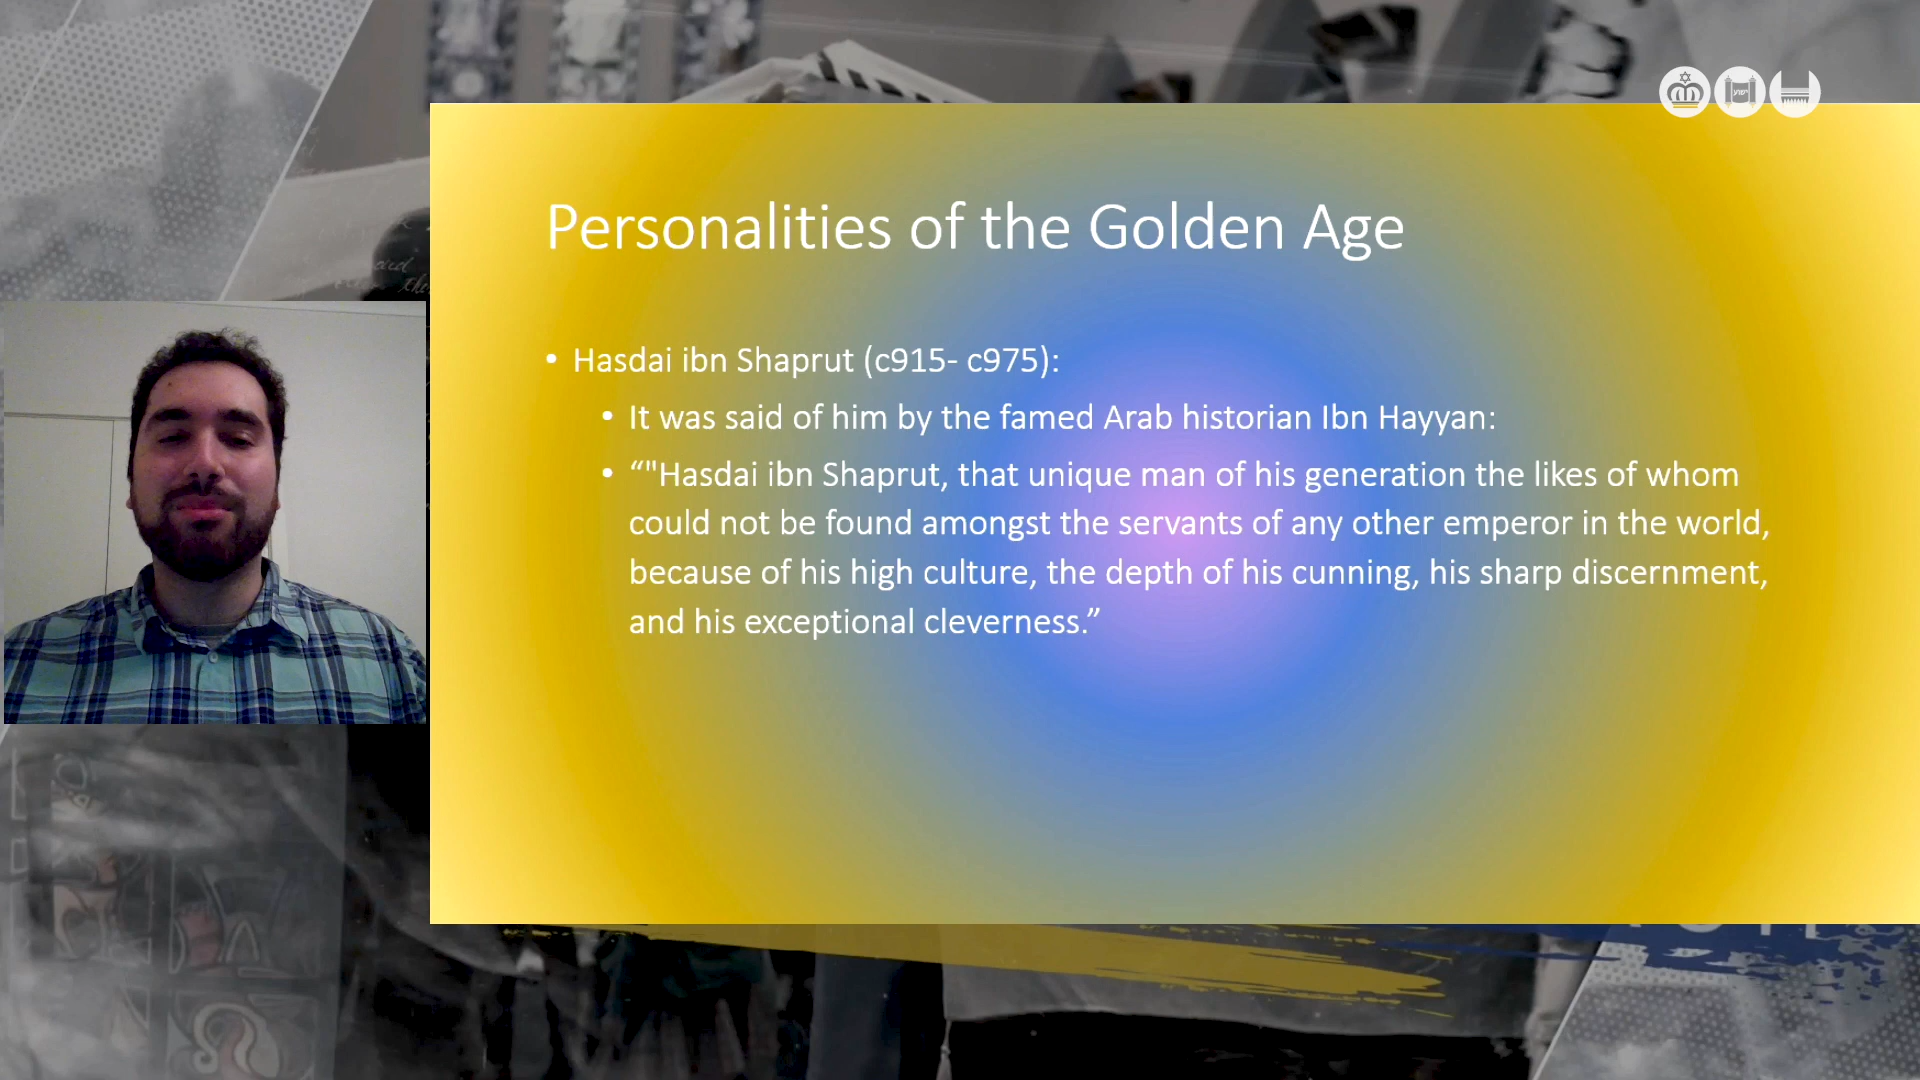 Personalities of the Golden Age
• Hasdai ibn Shaprut (c915- c975):
• It was said of him by the famed Arab historian Ibn Hayyan:
• “"Hasdai ibn Shaprut, that unique man of his generation the likes of whom
could not be found amongst the servants of any other emperor in the world,
because of his high culture, the depth of his cunning, his sharp discernment,
and his exceptional cleverness.”